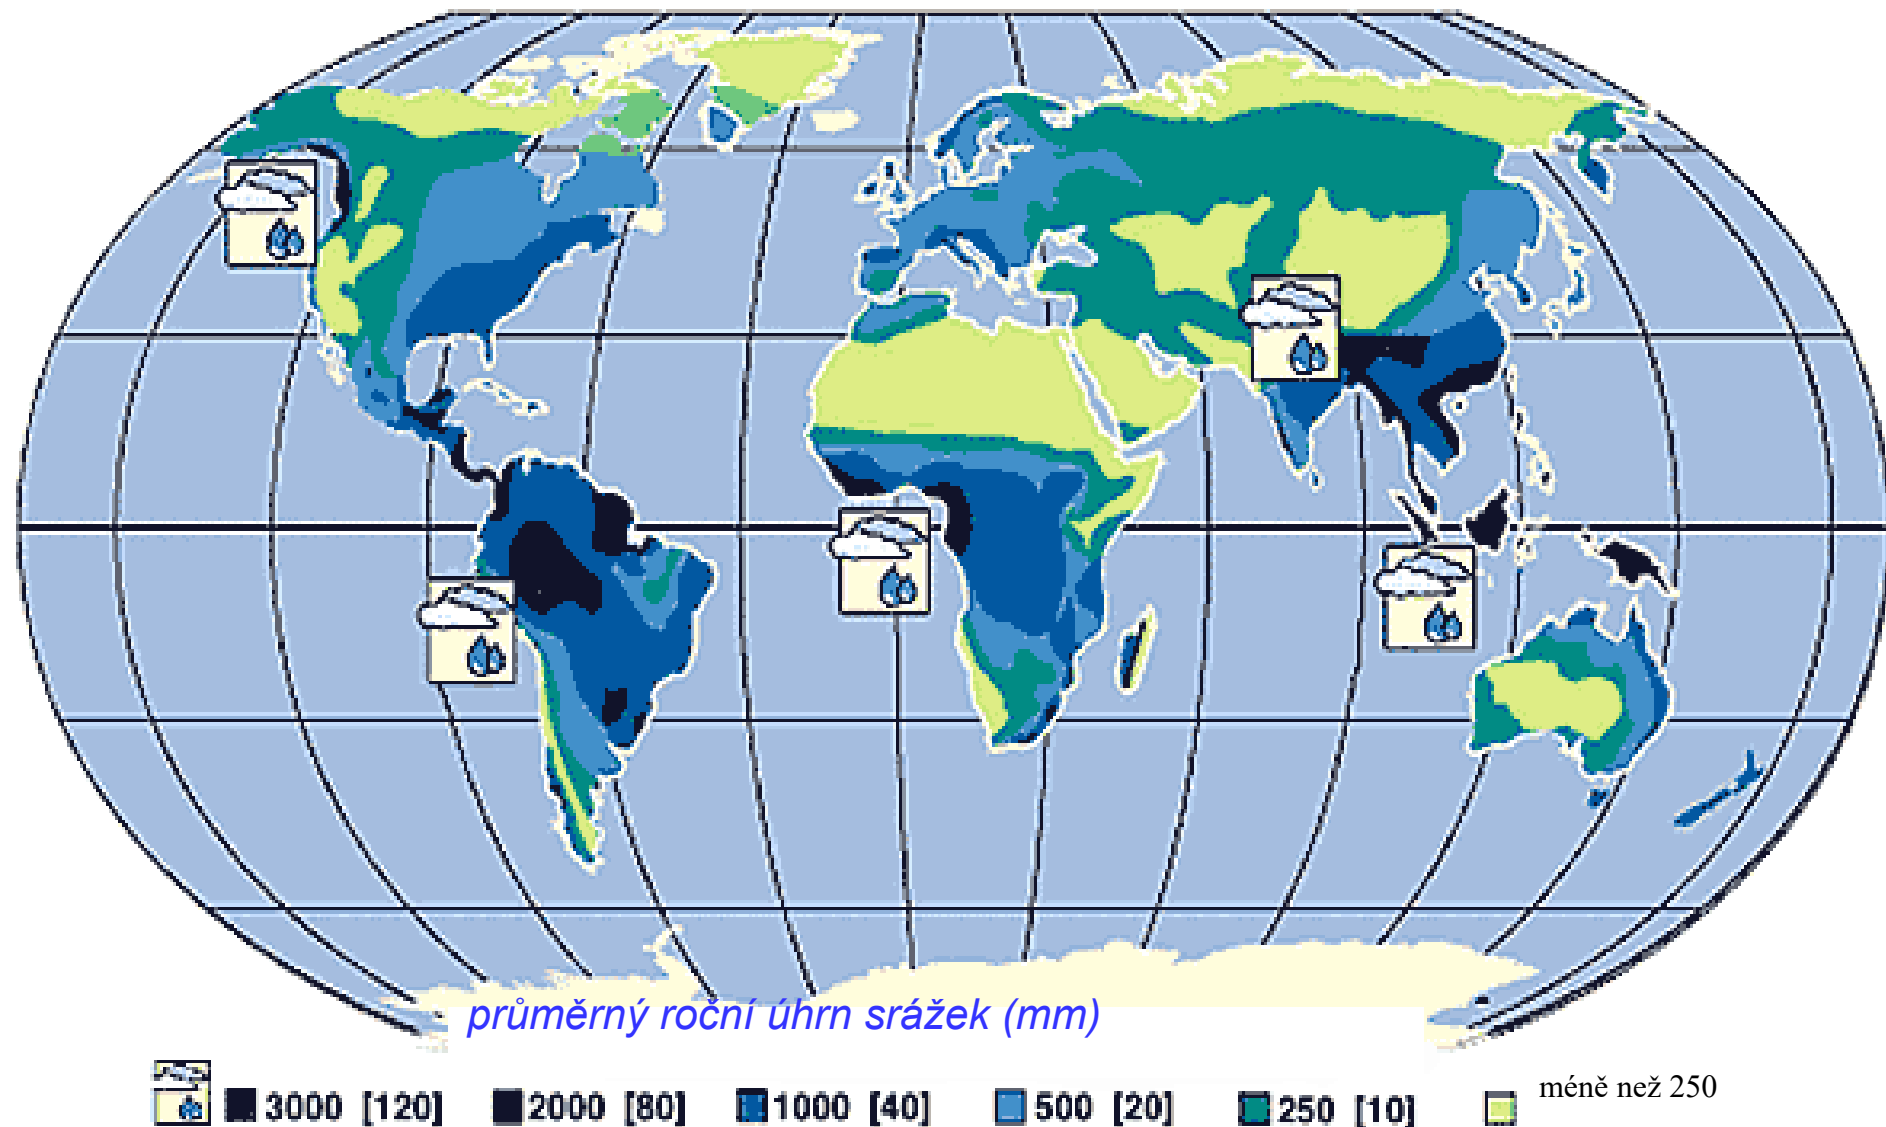 průměrný roční úhrn srážek (mm)
3000 [120] 2000 [80] 1000 [40] 500 [20] 250 [10] méně než 250